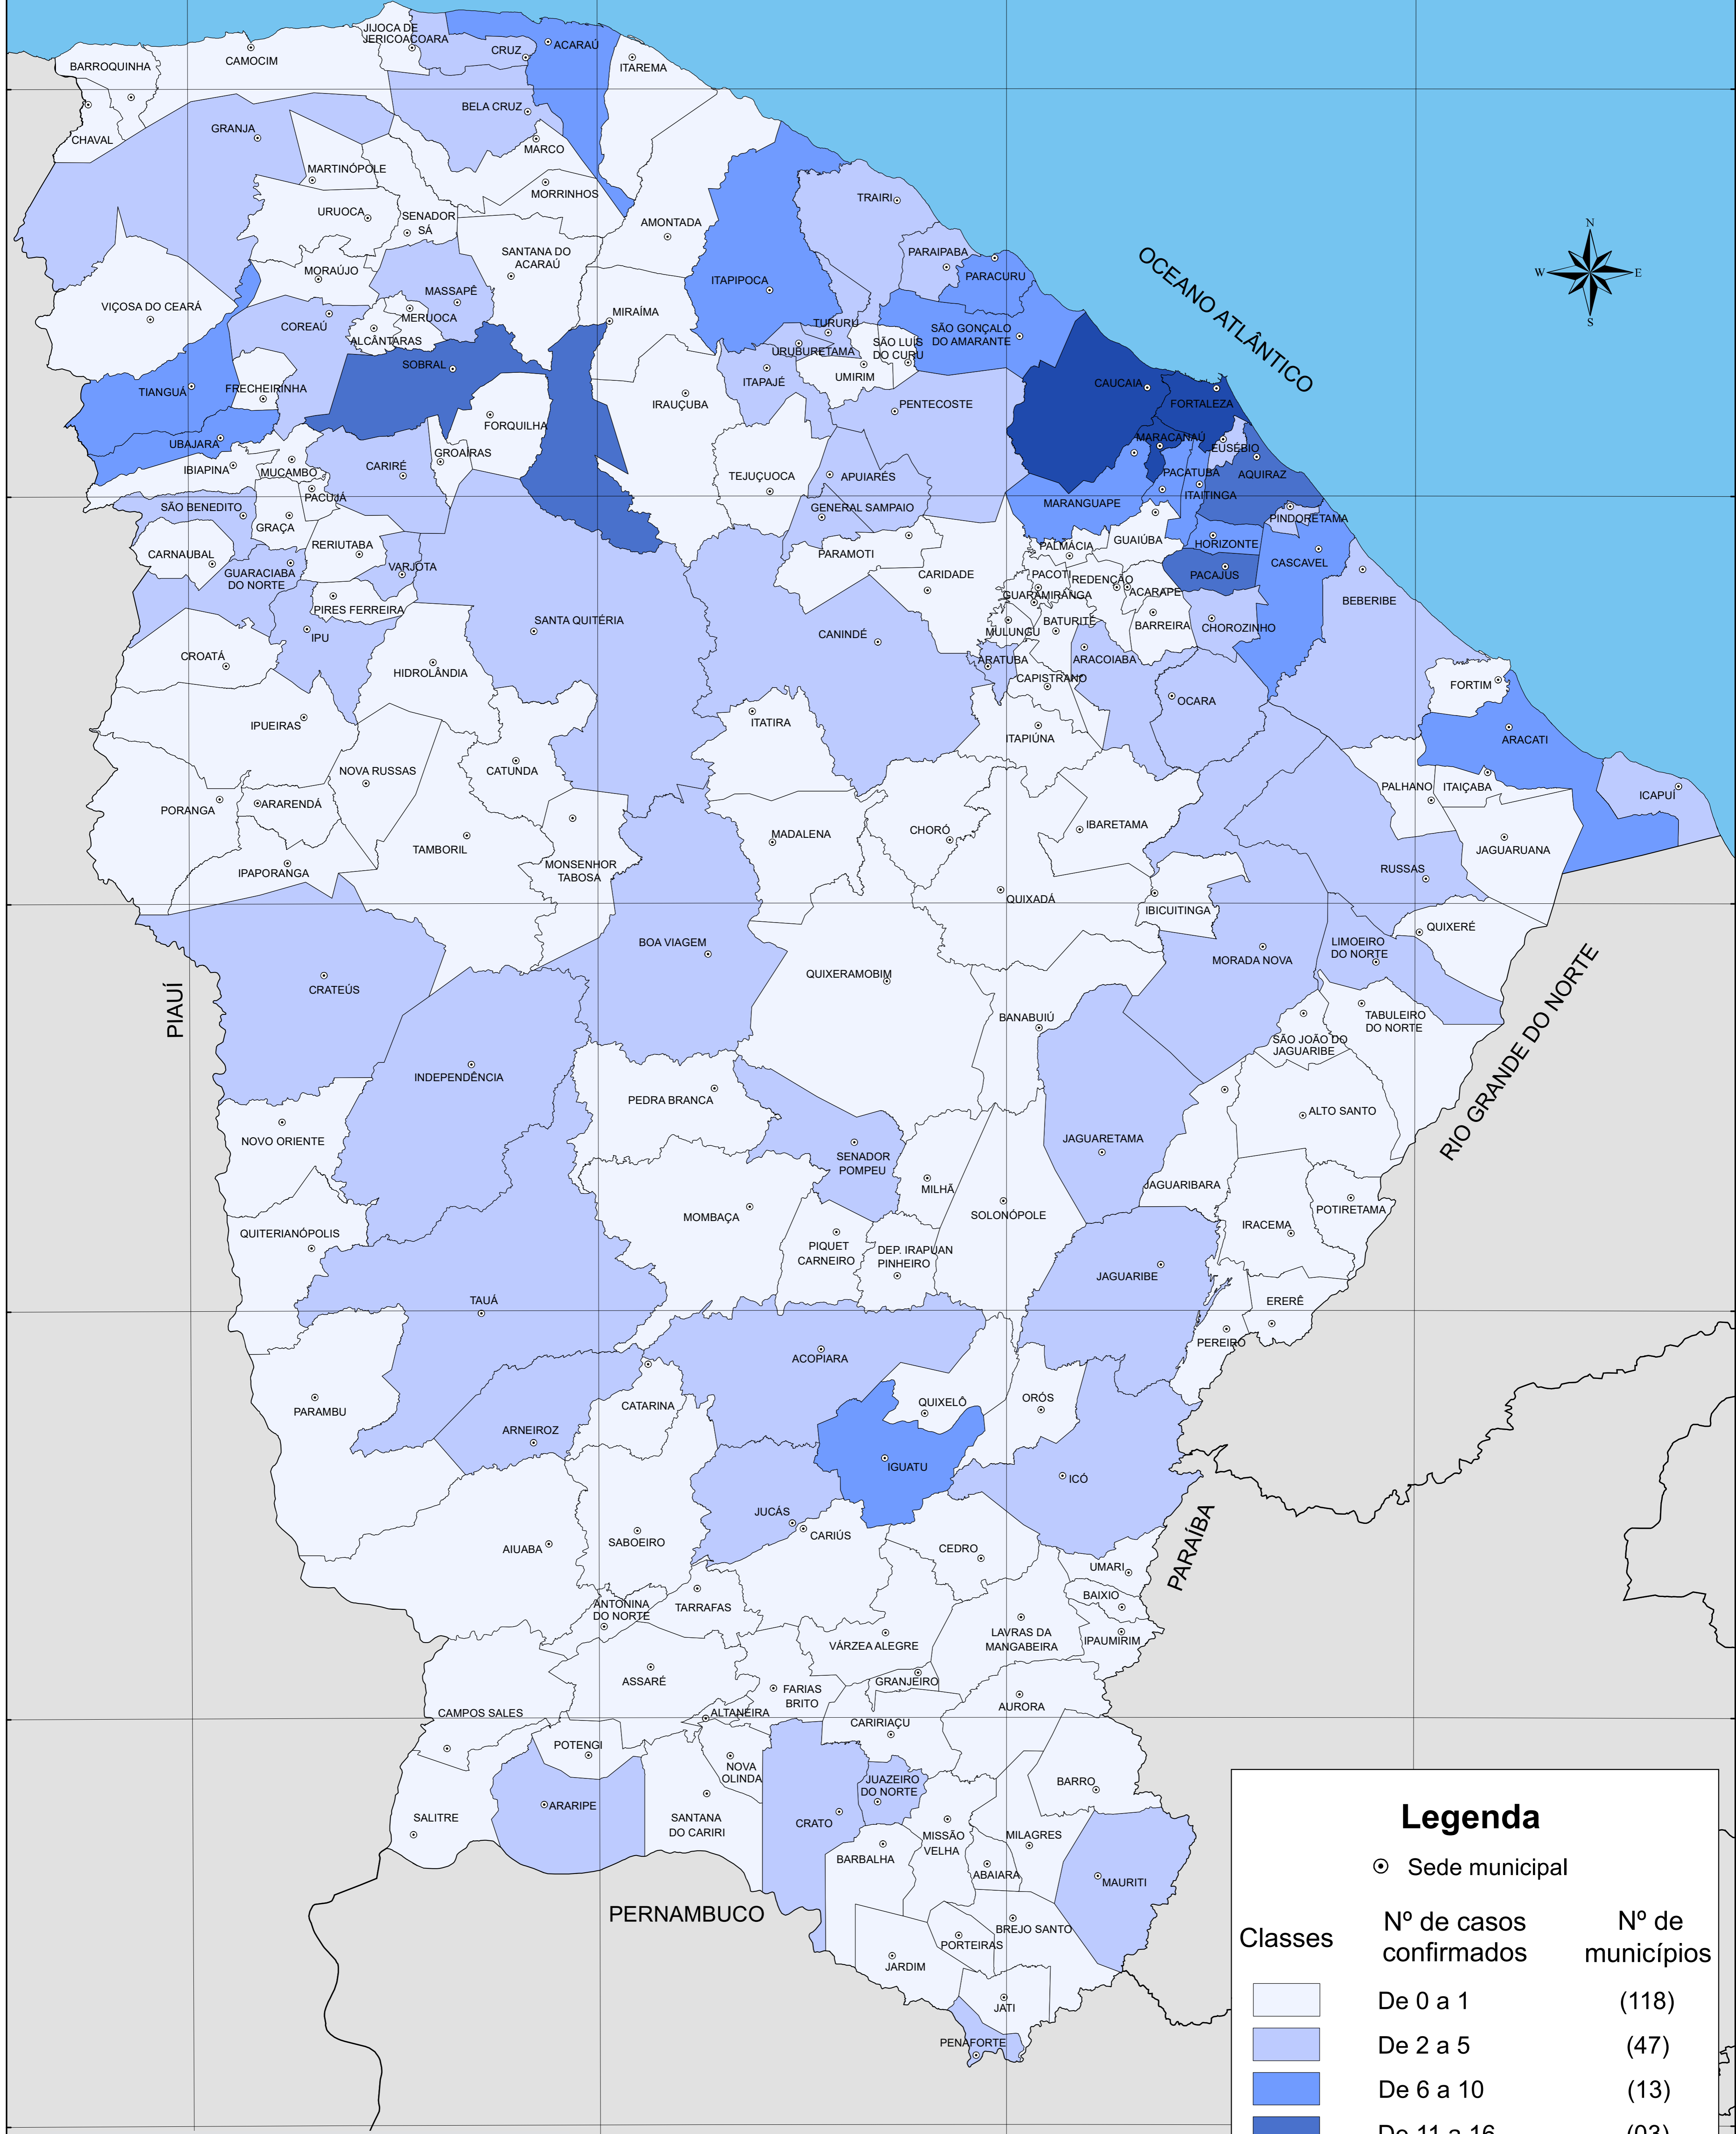 JIJOCA DE
JERICOACOARA
CRUZ
ACARAÚ
BARROQUINHA
CAMOCIM
ITAREMA
BELA CRUZ
CHAVAL
GRANJA
MARCO
MARTINÓPOLE
MORRINHOS
TRAIRI
URUOCA
SENADOR
SÁ
AMONTADA
N
W
E
S
SANTANA DO
ACARAÚ
PARAIPABA
OCEANO ATLÂNTICO
MORAÚJO
ITAPIPOCA
PARACURU
MASSAPÊ
VIÇOSA DO CEARÁ
MIRAÍMA
MERUOCA
COREAÚ
TURURU
SÃO GONÇALO
DO AMARANTE
ALCÂNTARAS
URUBURETAMA
SÃO LUÍS
DO CURU
SOBRAL
UMIRIM
ITAPAJÉ
CAUCAIA
TIANGUÁ
FRECHEIRINHA
IRAUÇUBA
PENTECOSTE
FORTALEZA
FORQUILHA
UBAJARA
MARACANAÚ
EUSÉBIO
GROAÍRAS
IBIAPINA
MUCAMBO
CARIRÉ
TEJUÇUOCA
APUIARÉS
PACATUBA
AQUIRAZ
PACUJÁ
ITAITINGA
SÃO BENEDITO
GENERAL SAMPAIO
MARANGUAPE
PINDORETAMA
GRAÇA
GUAIÚBA
RERIUTABA
PALMÁCIA
HORIZONTE
CARNAUBAL
PARAMOTI
CASCAVEL
GUARACIABA
DO NORTE
VARJOTA
CARIDADE
PACOTI
REDENÇÃO
PACAJUS
GUARAMIRANGA
ACARAPE
BEBERIBE
PIRES FERREIRA
SANTA QUITÉRIA
BATURITÉ
BARREIRA
CHOROZINHO
IPU
CANINDÉ
MULUNGU
CROATÁ
ARATUBA
ARACOIABA
HIDROLÂNDIA
CAPISTRANO
FORTIM
OCARA
IPUEIRAS
ITATIRA
ITAPIÚNA
ARACATI
NOVA RUSSAS
CATUNDA
PALHANO
ITAIÇABA
ICAPUÍ
PORANGA
ARARENDÁ
IBARETAMA
MADALENA
CHORÓ
TAMBORIL
JAGUARUANA
MONSENHOR
TABOSA
IPAPORANGA
RUSSAS
QUIXADÁ
IBICUITINGA
QUIXERÉ
BOA VIAGEM
LIMOEIRO
DO NORTE
MORADA NOVA
CRATEÚS
QUIXERAMOBIM
PIAUÍ
BANABUIÚ
TABULEIRO
DO NORTE
RIO GRANDE DO NORTE
SÃO JOÃO DO
JAGUARIBE
INDEPENDÊNCIA
PEDRA BRANCA
ALTO SANTO
NOVO ORIENTE
JAGUARETAMA
SENADOR
POMPEU
JAGUARIBARA
MILHÃ
POTIRETAMA
MOMBAÇA
SOLONÓPOLE
IRACEMA
QUITERIANÓPOLIS
PIQUET
CARNEIRO
DEP. IRAPUAN
PINHEIRO
JAGUARIBE
TAUÁ
ERERÊ
PEREIRO
ACOPIARA
ORÓS
QUIXELÔ
CATARINA
PARAMBU
ARNEIROZ
IGUATU
ICÓ
JUCÁS
PARAÍBA
CARIÚS
SABOEIRO
CEDRO
AIUABA
UMARI
BAIXIO
ANTONINA
DO NORTE
TARRAFAS
LAVRAS DA
MANGABEIRA
IPAUMIRIM
VÁRZEA ALEGRE
ASSARÉ
GRANJEIRO
FARIAS
BRITO
AURORA
CAMPOS SALES
ALTANEIRA
CARIRIAÇU
POTENGI
NOVA
OLINDA
JUAZEIRO
DO NORTE
BARRO
ARARIPE
SALITRE
SANTANA
DO CARIRI
CRATO
MISSÃO
VELHA
MILAGRES
BARBALHA
ABAIARA
MAURITI
PERNAMBUCO
BREJO SANTO
PORTEIRAS
JARDIM
JATI
PENAFORTE
Legenda
Sede municipal
Classes
Nº de casos
confirmados
Nº de
municípios
De 0 a 1 (118)
De 2 a 5 (47)
De 6 a 10 (13)
De 11 a 16 (03)